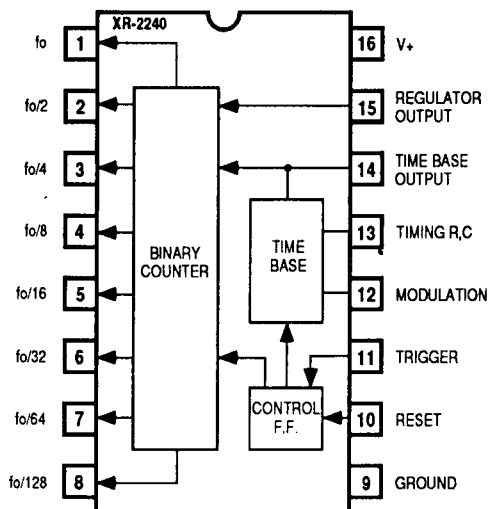 XR-2240
fo 1
16 V+
fo/2 2
15 REGULATOR
OUTPUT
fo/4 3
14 TIME BASE
OUTPUT
fo/8 4
13 TIMING R,C
BINARY
COUNTER
TIME
BASE
fo/16 5
12 MODULATION
fo/32 6
11 TRIGGER
fo/64 7
CONTROL
F.F.
10 RESET
fo/128 8
9 GROUND